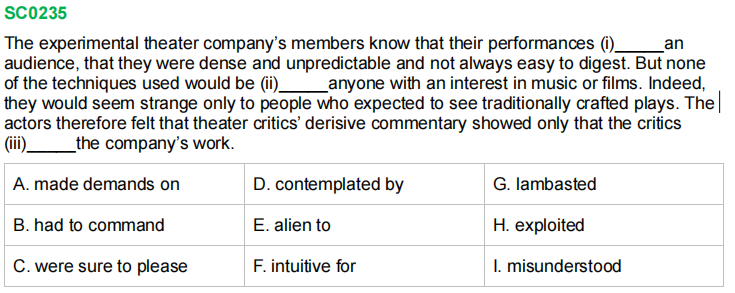 SC0235
The experimental theater company's members know that their performances (i)_____an
audience, that they were dense and unpredictable and not always easy to digest. But none
of the techniques used would be (ii)_____anyone with an interest in music or films. Indeed,
they would seem strange only to people who expected to see traditionally crafted plays. The
actors therefore felt that theater critics' derisive commentary showed only that the critics
(iii)_____the company's work.
A. made demands on D. contemplated by G. lambasted
B. had to command E. alien to H. exploited
C. were sure to please F. intuitive for I. misunderstood